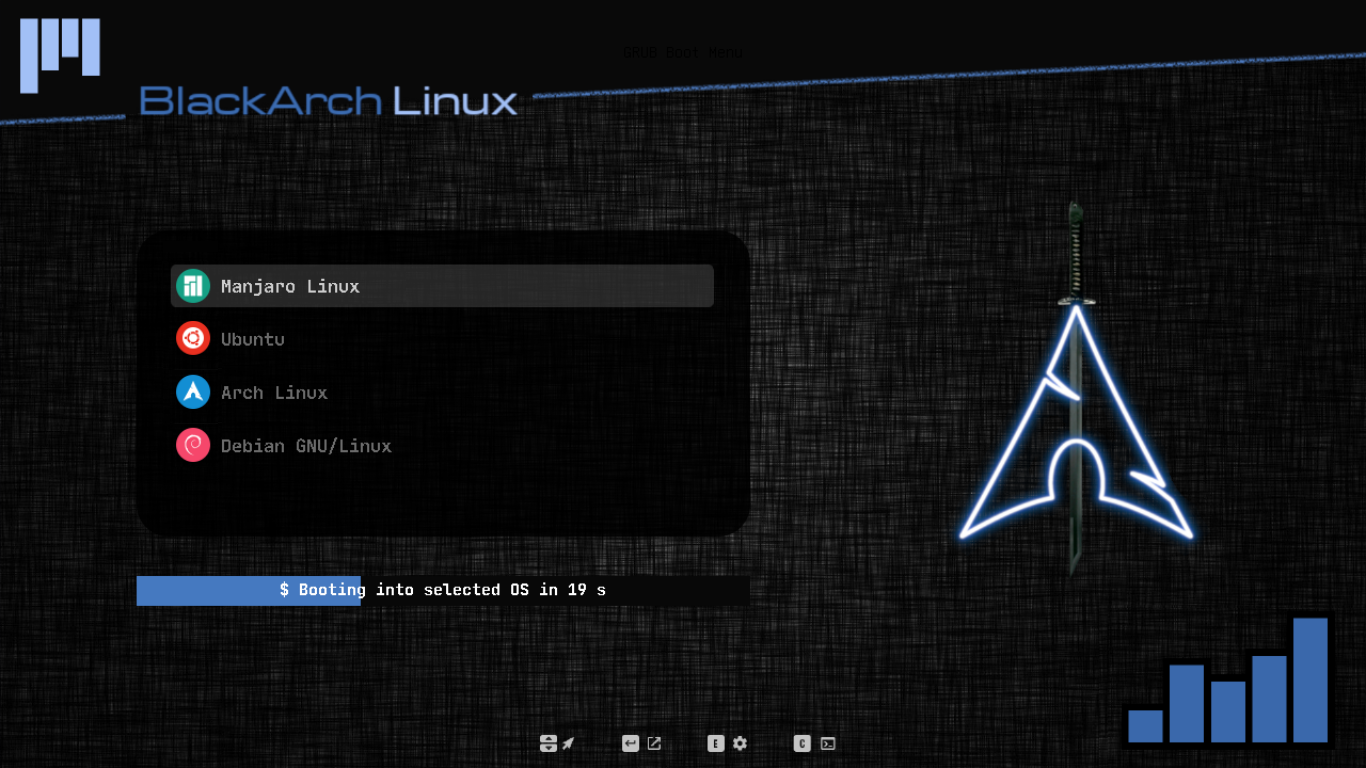 GRUB Boot Menu
BlackArch Linux
Manjaro Linux
Ubuntu
Arch Linux
Debian GNU/Linux
$ Booting into selected OS in 19 s
E
C